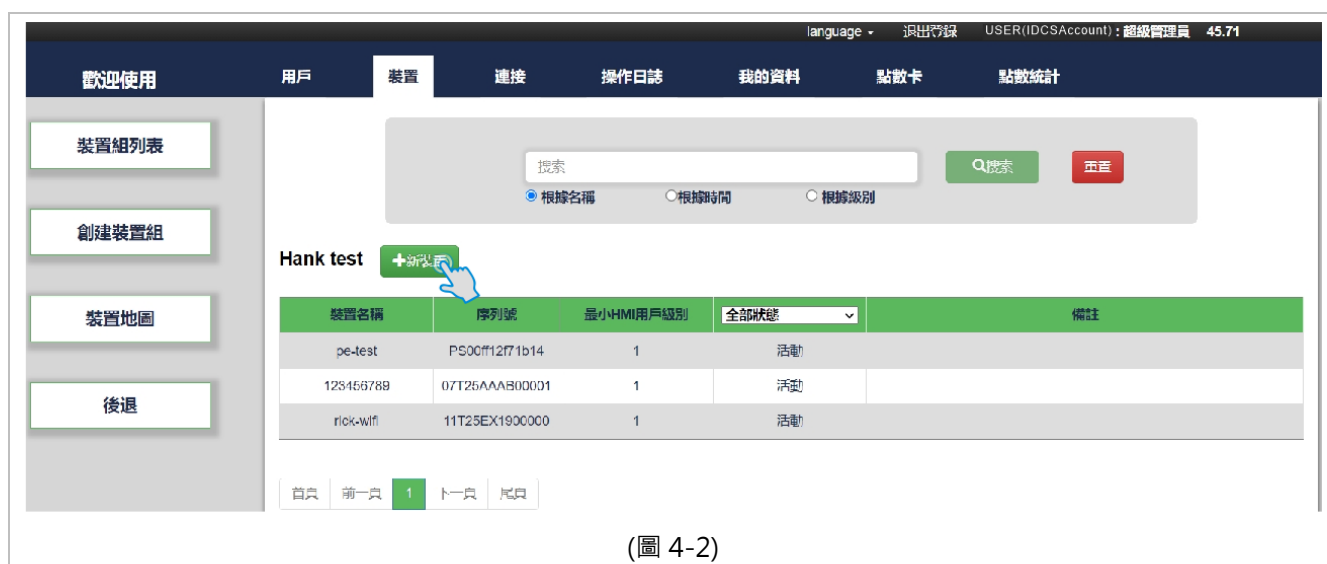 language 退出登錄 USER(IDCSAccount) : 超級管理員 45.71
歡迎使用 用戶 裝置 連接 操作日誌 我的資料 點數卡 點數統計
裝置組列表
創建裝置組
裝置地圖
後退
搜索 搜索 重置
根據名稱 根據時間 根據級別
Hank test
裝置名稱 序列號 最小HMI用戶級別 全部狀態 備註
pe-test PS00ff12f71b14 1 活動
123456789 07T25AAAB00001 1 活動
rick-wifi 11T25EX1900000 1 活動
首頁 前一頁 1 下一頁 尾頁
(圖 4-2)